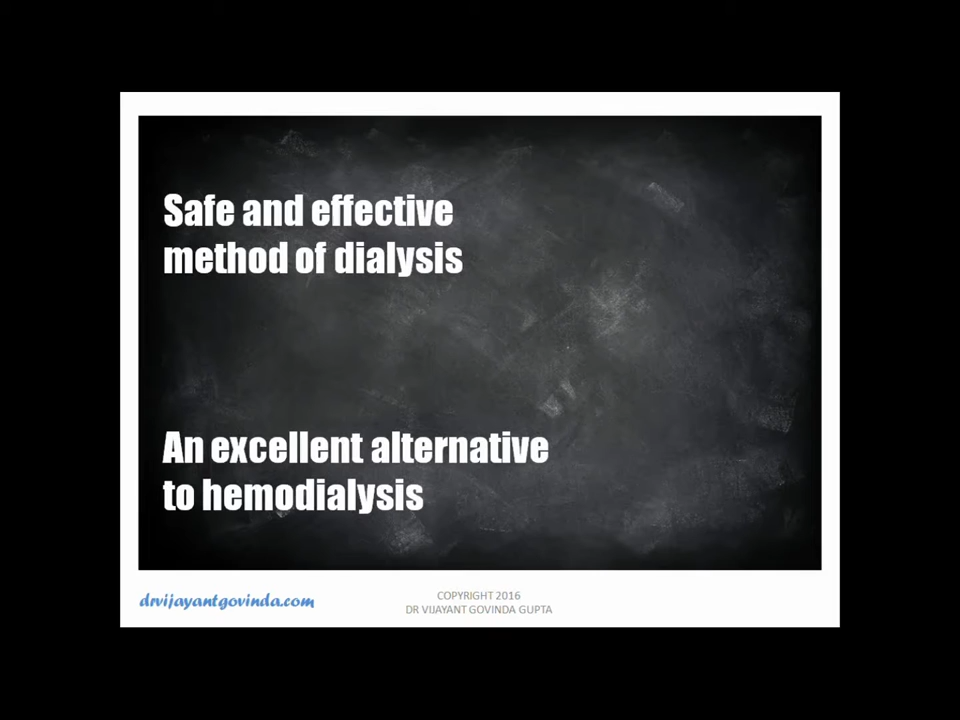 Safe and effective
method of dialysis
An excellent alternative
to hemodialysis
drvijayantgovinda.com
COPYRIGHT 2016
DR VIJAYANT GOVINDA GUPTA